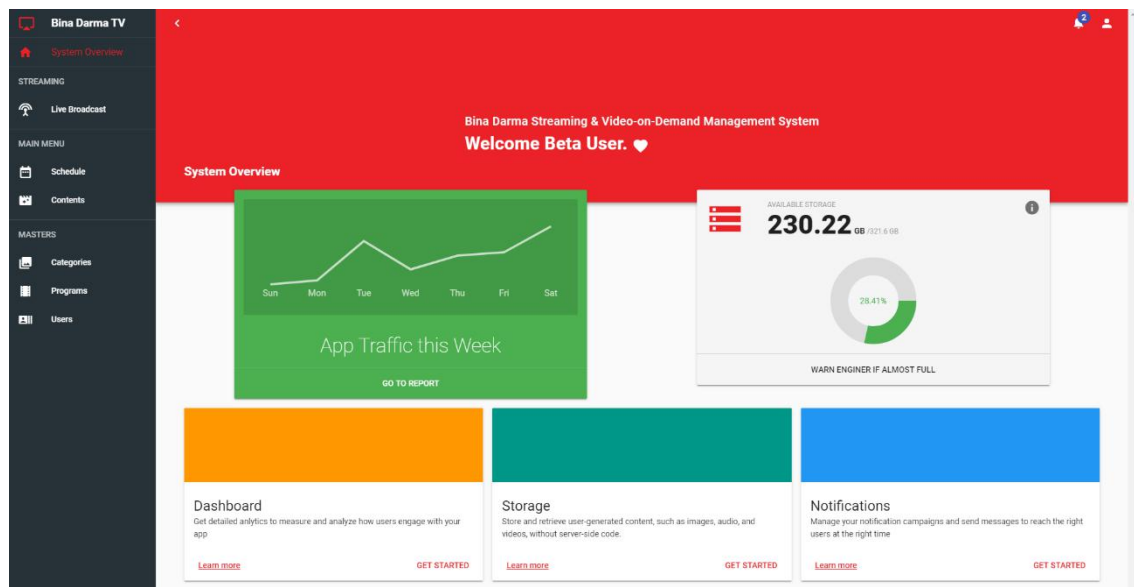 Bina Darma TV
System Overview
STREAMING
Live Broadcast
MAIN MENU
Schedule
Contents
MASTERS
Categories
Programs
Users
2
Bina Darma Streaming & Video-on-Demand Management System
Welcome Beta User.
System Overview
Sun Mon Tue Wed Thu Fri Sat
App Traffic this Week
GO TO REPORT
AVAILABLE STORAGE
230.22 GB /321.6 GB
28.41%
WARN ENGINER IF ALMOST FULL
Dashboard
Get detailed anlytics to measure and analyze how users engage with your
app
Learn more GET STARTED
Storage
Store and retrieve user-generated content, such as images, audio, and
videos, without server-side code.
Learn more GET STARTED
Notifications
Manage your notification campaigns and send messages to reach the right
users at the right time
Learn more GET STARTED